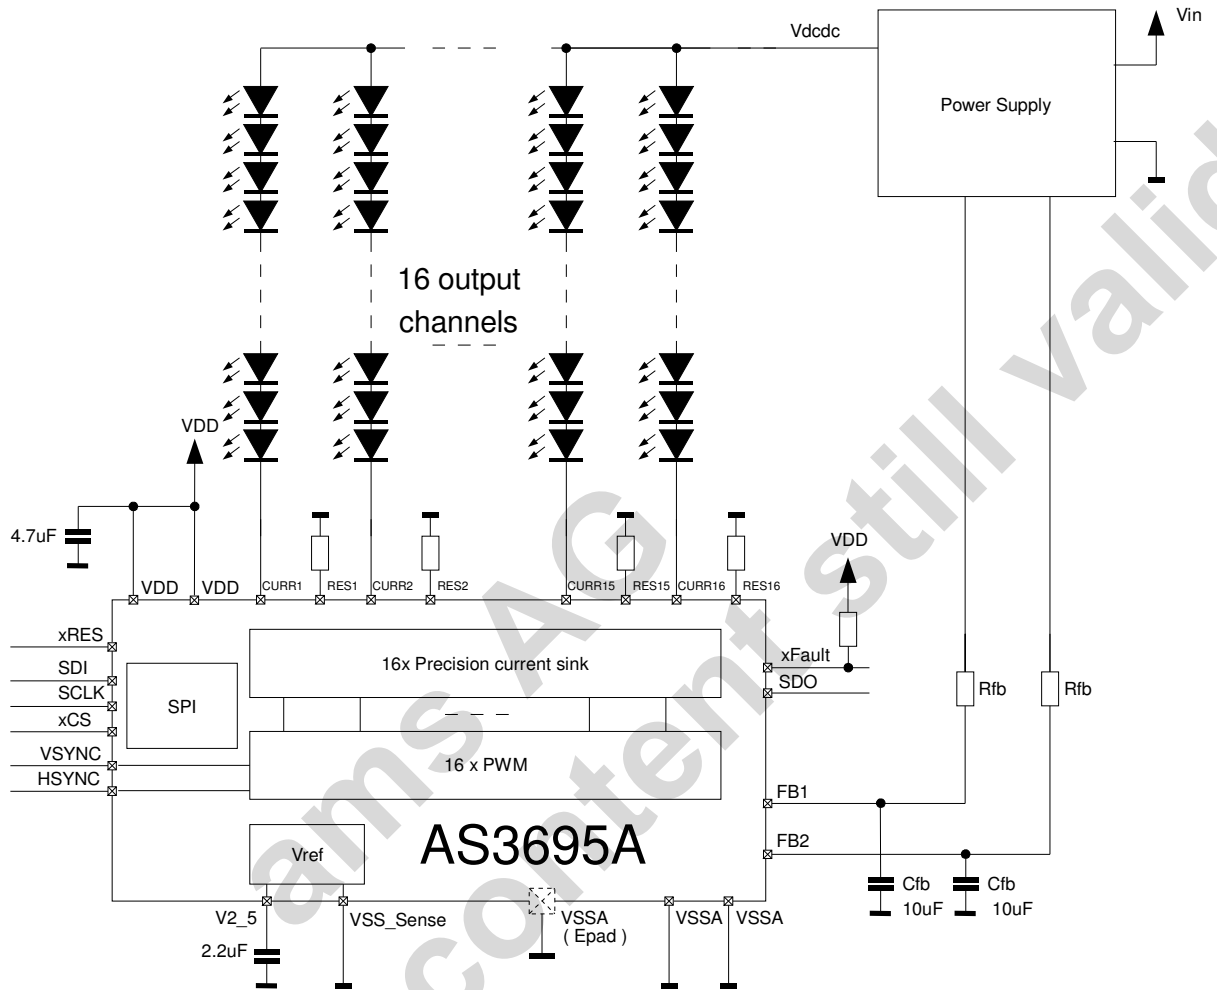 Vin
Vdcdc
Power Supply
16 output
channels
VDD
4.7uF
VDD
VDD
VDD
CURR1
RES1
CURR2
RES2
CURR15
RES15
CURR16
RES16
xRES
SDI
SCLK
xCS
VSYNC
HSYNC
SPI
16x Precision current sink
16 x PWM
xFault
SDO
Rfb
Rfb
FB1
FB2
Vref
AS3695A
Cfb
10uF
Cfb
10uF
V2_5
VSS_Sense
VSSA
( Epad )
VSSA
VSSA
2.2uF
ams AG
content still valid